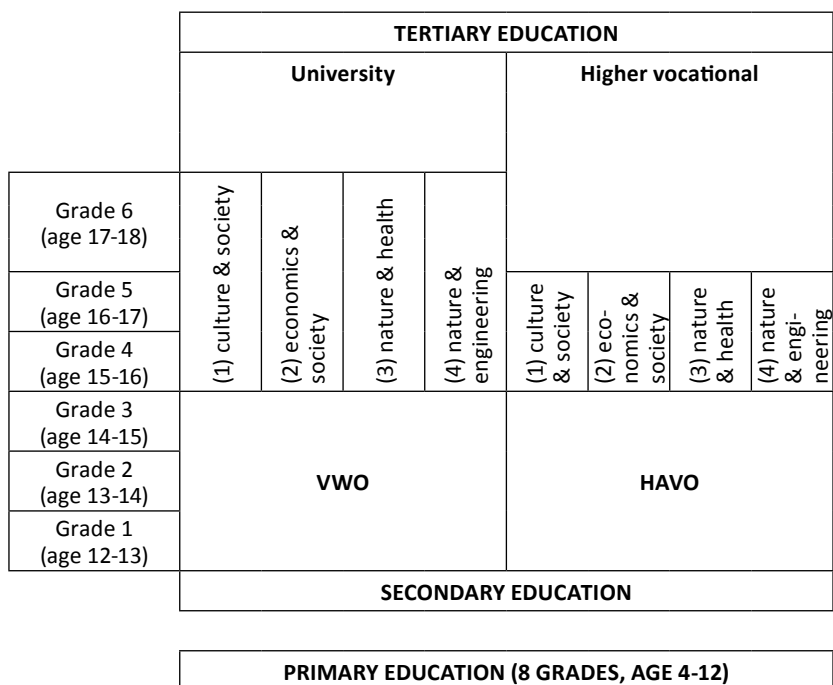 TERTIARY EDUCATION
University
Higher vocational
Grade 6
(age 17-18)
Grade 5
(age 16-17)
Grade 4
(age 15-16)
(1) culture & society
(2) economics &
society
(3) nature & health
(4) nature &
engineering
(1) culture
& society
(2) eco-
nomics &
society
(3) nature
& health
(4) nature
& engi-
neering
Grade 3
(age 14-15)
Grade 2
(age 13-14)
Grade 1
(age 12-13)
VWO
HAVO
SECONDARY EDUCATION
PRIMARY EDUCATION (8 GRADES, AGE 4-12)